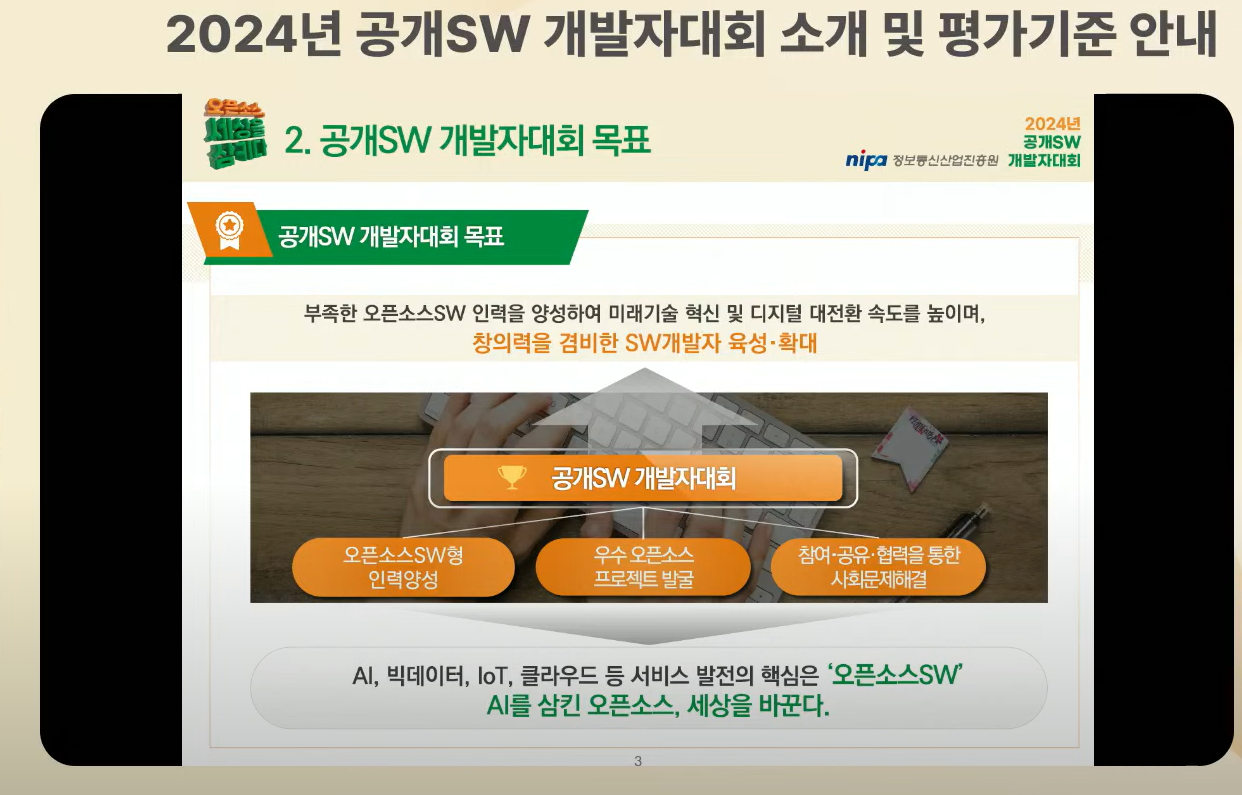 2024년 공개SW 개발자대회 소개 및 평가기준 안내
오픈소스
세상을
삼키다
2. 공개SW 개발자대회 목표
nipa 정보통신산업진흥원
2024년
공개SW
개발자대회
공개SW 개발자대회 목표
부족한 오픈소스SW 인력을 양성하여 미래기술 혁신 및 디지털 대전환 속도를 높이며,
창의력을 겸비한 SW개발자 육성·확대
공개SW 개발자대회
오픈소스SW형
인력양성
우수 오픈소스
프로젝트 발굴
참여·공유·협력을 통한
사회문제해결
AI, 빅데이터, IoT, 클라우드 등 서비스 발전의 핵심은 ‘오픈소스SW’
AI를 삼킨 오픈소스, 세상을 바꾼다.
3